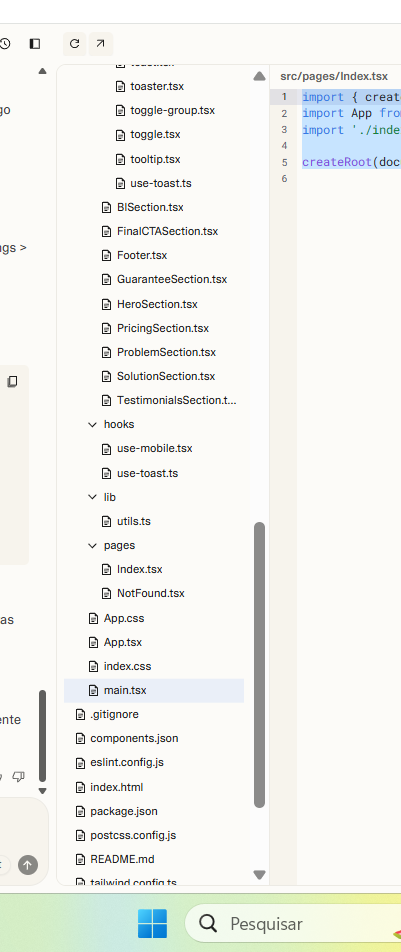 src/pages/Index.tsx
toaster.tsx
toggle-group.tsx
toggle.tsx
tooltip.tsx
use-toast.ts
BISection.tsx
FinalCTASection.tsx
Footer.tsx
GuaranteeSection.tsx
HeroSection.tsx
PricingSection.tsx
ProblemSection.tsx
SolutionSection.tsx
TestimonialsSection.t...
hooks
use-mobile.tsx
use-toast.ts
lib
utils.ts
pages
Index.tsx
NotFound.tsx
App.css
App.tsx
index.css
main.tsx
.gitignore
components.json
eslint.config.js
index.html
package.json
postcss.config.js
README.md
tailwind.config.ts
go
ngs >
as
ente
1 import { creat
2 import App fro
3 import './inde
4
5 createRoot(doc
6
Pesquisar